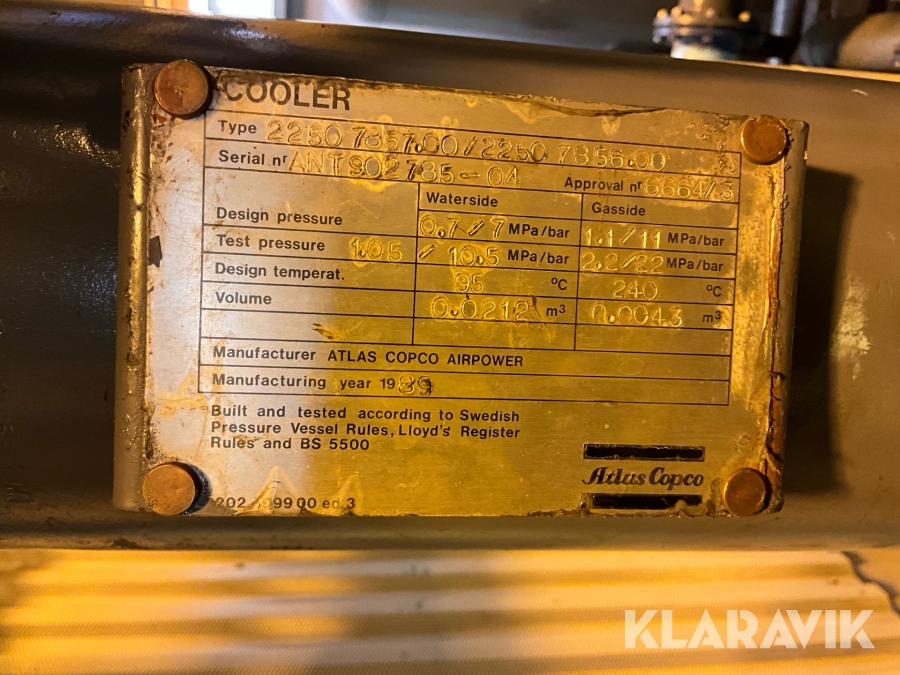 COOLER
Type 2250 7857.00/2250 7856.00
Serial nr ANT902785-04 Approval nr 6664/3
Waterside Gasside
Design pressure 0.7/7 MPa/bar 1.1/11 MPa/bar
Test pressure 1.05 / 10.5 MPa/bar 2.2/22 MPa/bar
Design temperat. 95 °C 240 °C
Volume 0.0212 m³ 0.0043 m³
Manufacturer ATLAS COPCO AIRPOWER
Manufacturing year 1989
Built and tested according to Swedish
Pressure Vessel Rules, Lloyd's Register
Rules and BS 5500
Atlas Copco
ed.3
KLARAVIK